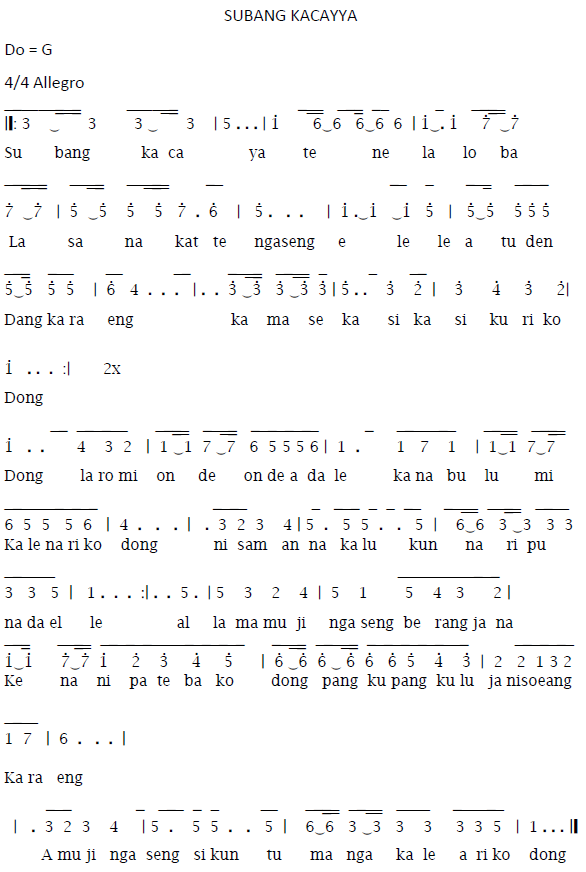 SUBANG KACAYYA
Do = G
4/4 Allegro
‖: 3 ‿ 3 3 ‿ 3 | 5 . . . | i̇ 6̇‿6 6̇‿6̇ 6 | i̇‿. i̇ 7̇‿7̇
Su bang ka ca ya te ne la lo ba
7̇ ‿7̇ | 5̇ ‿5̇ 5̇ 5̇ 7̇ . 6̇ | 5̇ . . . | i̇ .‿i̇ ‿i̇ 5̇ | 5̇‿5̇ 5̇ 5̇ 5̇
La sa na kat te ngaseng e le le a tu den
5̇‿5̇ 5̇ 5̇ | 6̇ 4 . . . | . . 3̇‿3̇ 3̇‿3̇ 3̇ | 5̇ . . 3̇ 2̇ | 3̇ 4̇ 3̇ 2̇|
Dang ka ra eng ka ma se ka si ka si ku ri ko
i̇ . . . :| 2x
Dong
i̇ . . 4 3 2 | 1‿1 7‿7 6 5 5 5 6 | 1 . 1 7 1 | 1‿1 7‿7
Dong la ro mi on de on de a da le ka na bu lu mi
6 5 5 5 6 | 4 . . . | . 3 2 3 4 | 5 . 5 5 . . 5 | 6‿6 3‿3 3 3
Ka le na ri ko dong ni sam an na ka lu kun na ri pu
3 3 5 | 1 . . . :| . . 5 . | 5 3 2 4 | 5 1 5 4 3 2 |
na da el le al la ma mu ji nga seng be rang ja na
i̇‿i̇ 7̇‿7̇ i̇ 2̇ 3̇ 4̇ 5̇ | 6̇ ‿6̇ 6̇ ‿6̇ 6̇ 6̇ 5̇ 4̇ 3̇ | 2 2 1 3 2
Ke na ni pa te ba ko dong pang ku pang ku lu ja nisoeang
1 7 | 6 . . . |
Ka ra eng
| . 3 2 3 4 | 5 . 5 5 . . 5 | 6‿6 3‿3 3 3 3 3 5 | 1 . . . ‖
A mu ji nga seng si kun tu ma nga ka le a ri ko dong